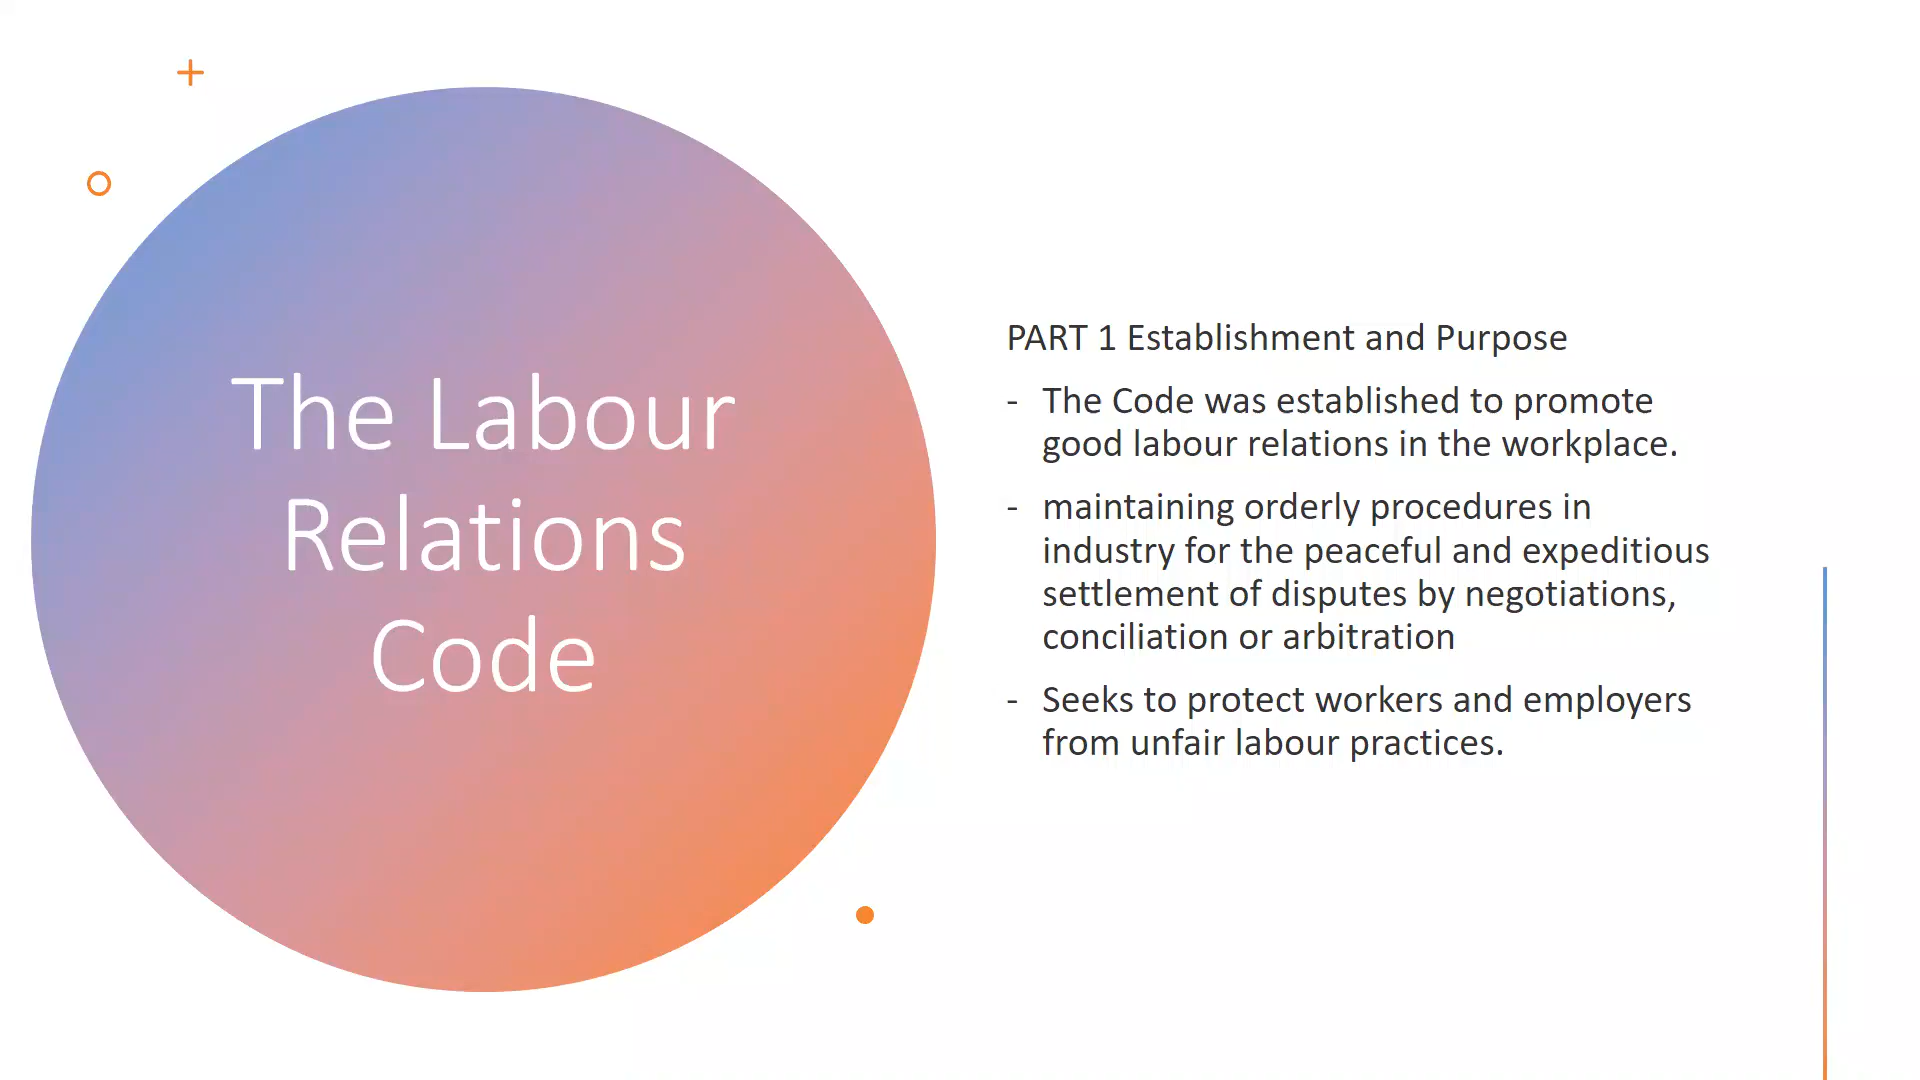 The Labour
Relations
Code
PART 1 Establishment and Purpose
- The Code was established to promote
good labour relations in the workplace.
- maintaining orderly procedures in
industry for the peaceful and expeditious
settlement of disputes by negotiations,
conciliation or arbitration
- Seeks to protect workers and employers
from unfair labour practices.